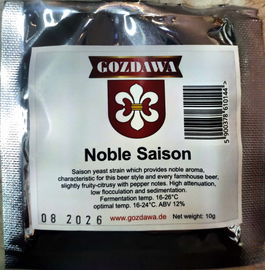 GOZDAWA
5900378610144
Noble Saison
Saison yeast strain which provides noble aroma,
characteristic for this beer style and every farmhouse beer,
slightly fruity-citrusy with pepper notes. High attenuation,
low flocculation and sedimentation.
Fermentation temp. 16-26°C
optimal temp. 16-24°C. ABV 12%
08 2026
www.gozdawa.de
Net weight: 10g